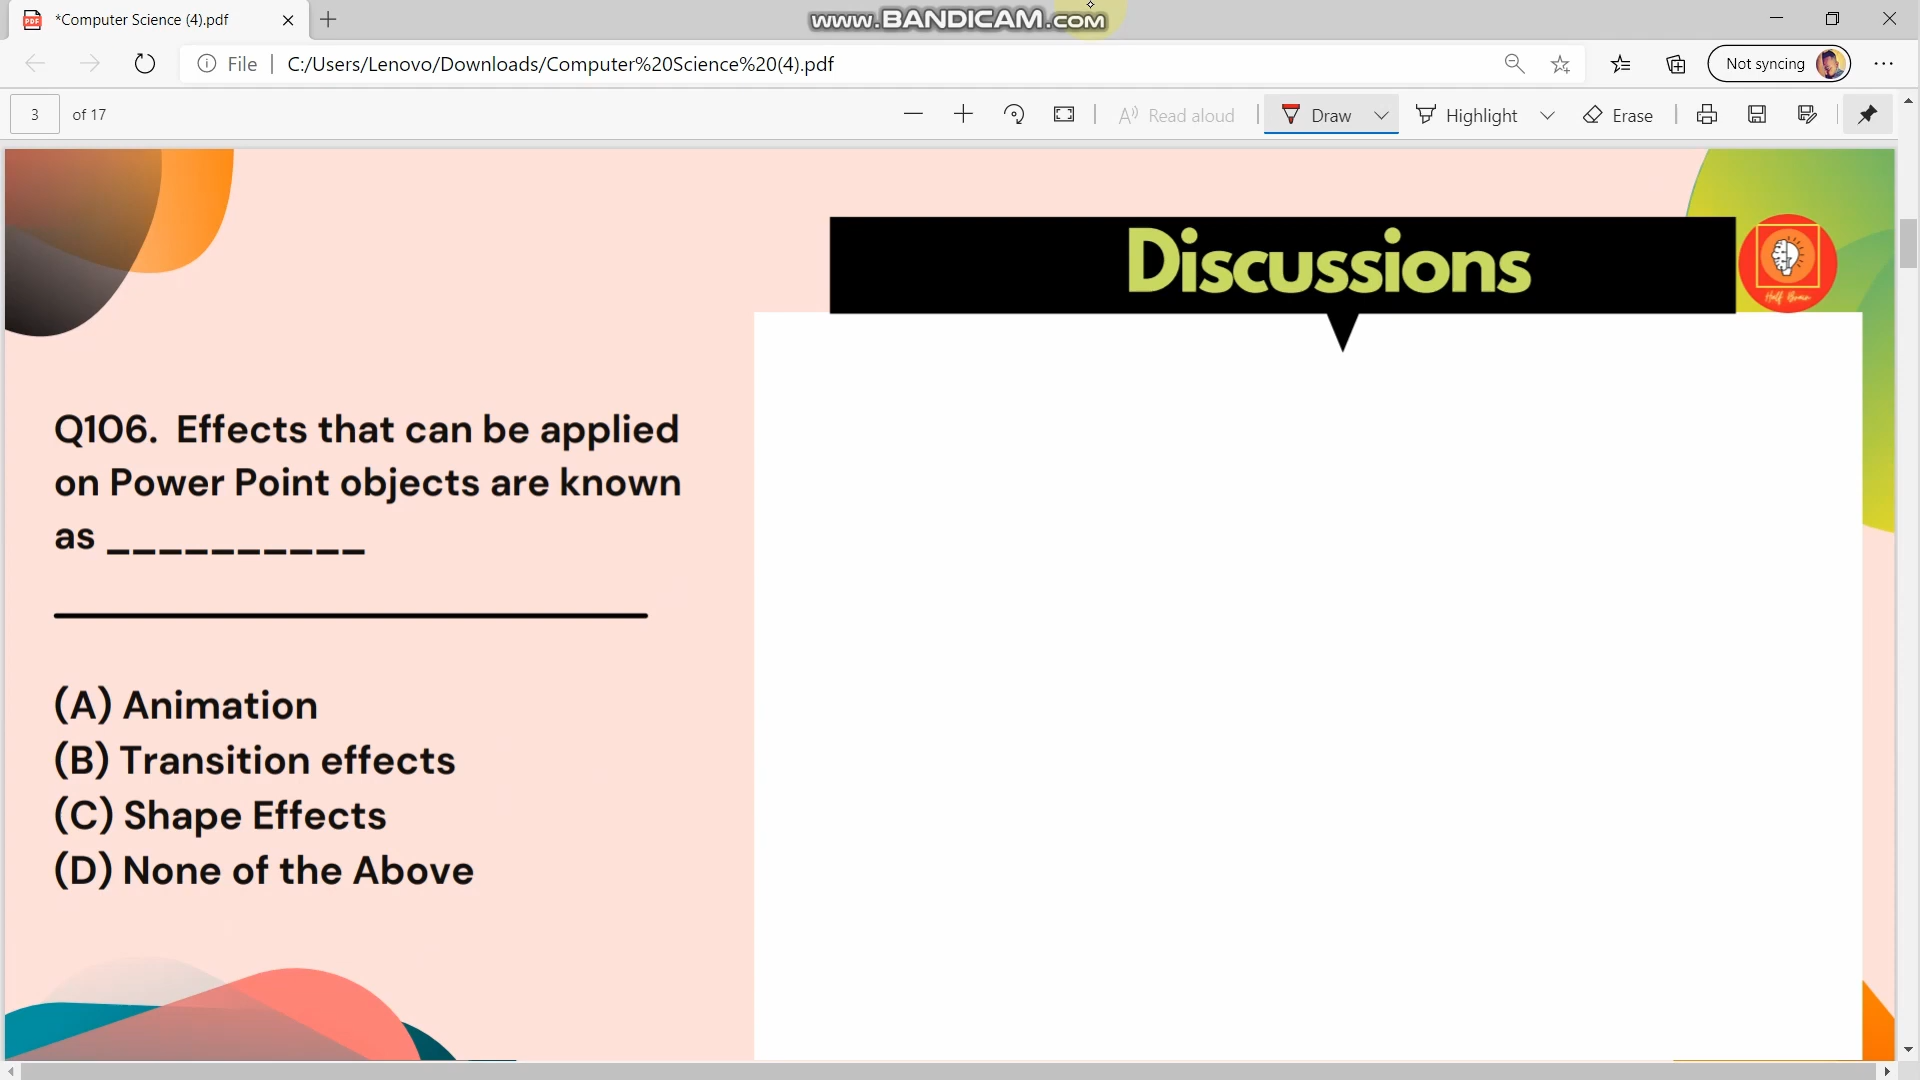 *Computer Science (4).pdf
www.BANDICAM.com
File
C:/Users/Lenovo/Downloads/Computer%20Science%20(4).pdf
Not syncing
3 of 17
Read aloud
Draw
Highlight
Erase
Discussions
Half Brain
Q106. Effects that can be applied
on Power Point objects are known
as __________
(A) Animation
(B) Transition effects
(C) Shape Effects
(D) None of the Above